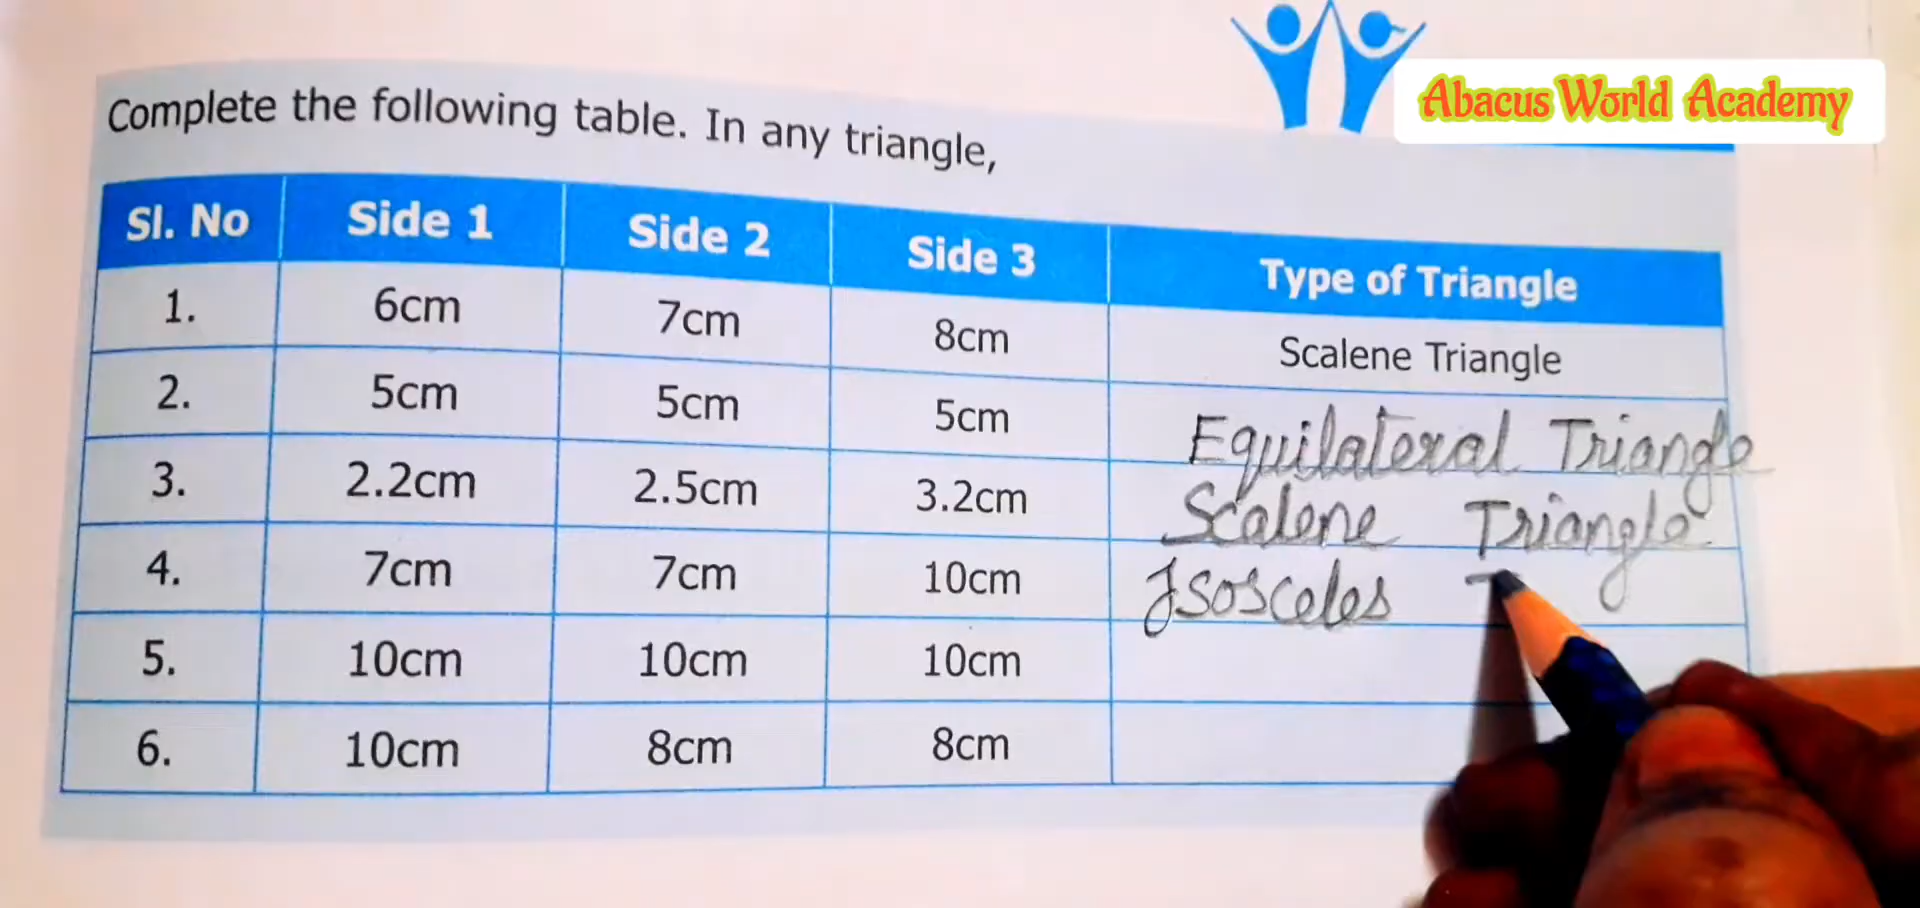 Abacus World Academy
Complete the following table. In any triangle,
Sl. No Side 1 Side 2 Side 3 Type of Triangle
1. 6cm 7cm 8cm Scalene Triangle
2. 5cm 5cm 5cm Equilateral Triangle
3. 2.2cm 2.5cm 3.2cm Scalene Triangle
4. 7cm 7cm 10cm Isosceles T
5. 10cm 10cm 10cm
6. 10cm 8cm 8cm